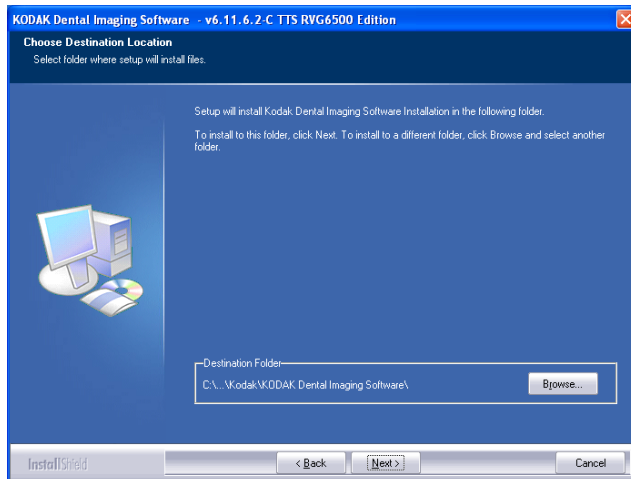 KODAK Dental Imaging Software - v6.11.6.2-C TTS RVG6500 Edition
Choose Destination Location
Select folder where setup will install files.
Setup will install Kodak Dental Imaging Software Installation in the following folder.
To install to this folder, click Next. To install to a different folder, click Browse and select another
folder.
Destination Folder
C:\...\Kodak\KODAK Dental Imaging Software\
Browse...
InstallShield
< Back
Next >
Cancel